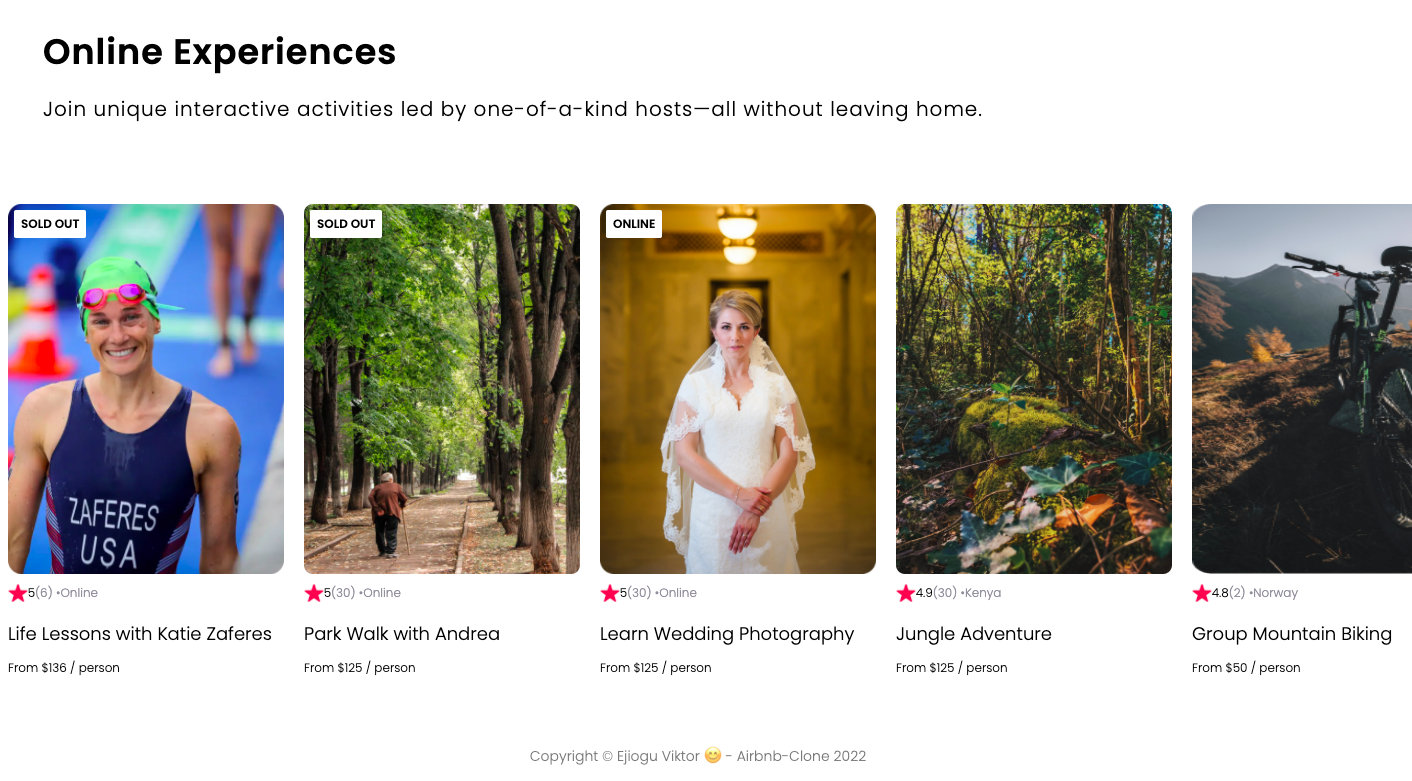 Online Experiences
Join unique interactive activities led by one-of-a-kind hosts—all without leaving home.
SOLD OUT
ZAFERES
USA
5(6) •Online
Life Lessons with Katie Zaferes
From $136 / person
SOLD OUT
5(30) •Online
Park Walk with Andrea
From $125 / person
ONLINE
5(30) •Online
Learn Wedding Photography
From $125 / person
4.9(30) •Kenya
Jungle Adventure
From $125 / person
4.8(2) •Norway
Group Mountain Biking
From $50 / person
Copyright © Ejiogu Viktor 😊 - Airbnb-Clone 2022